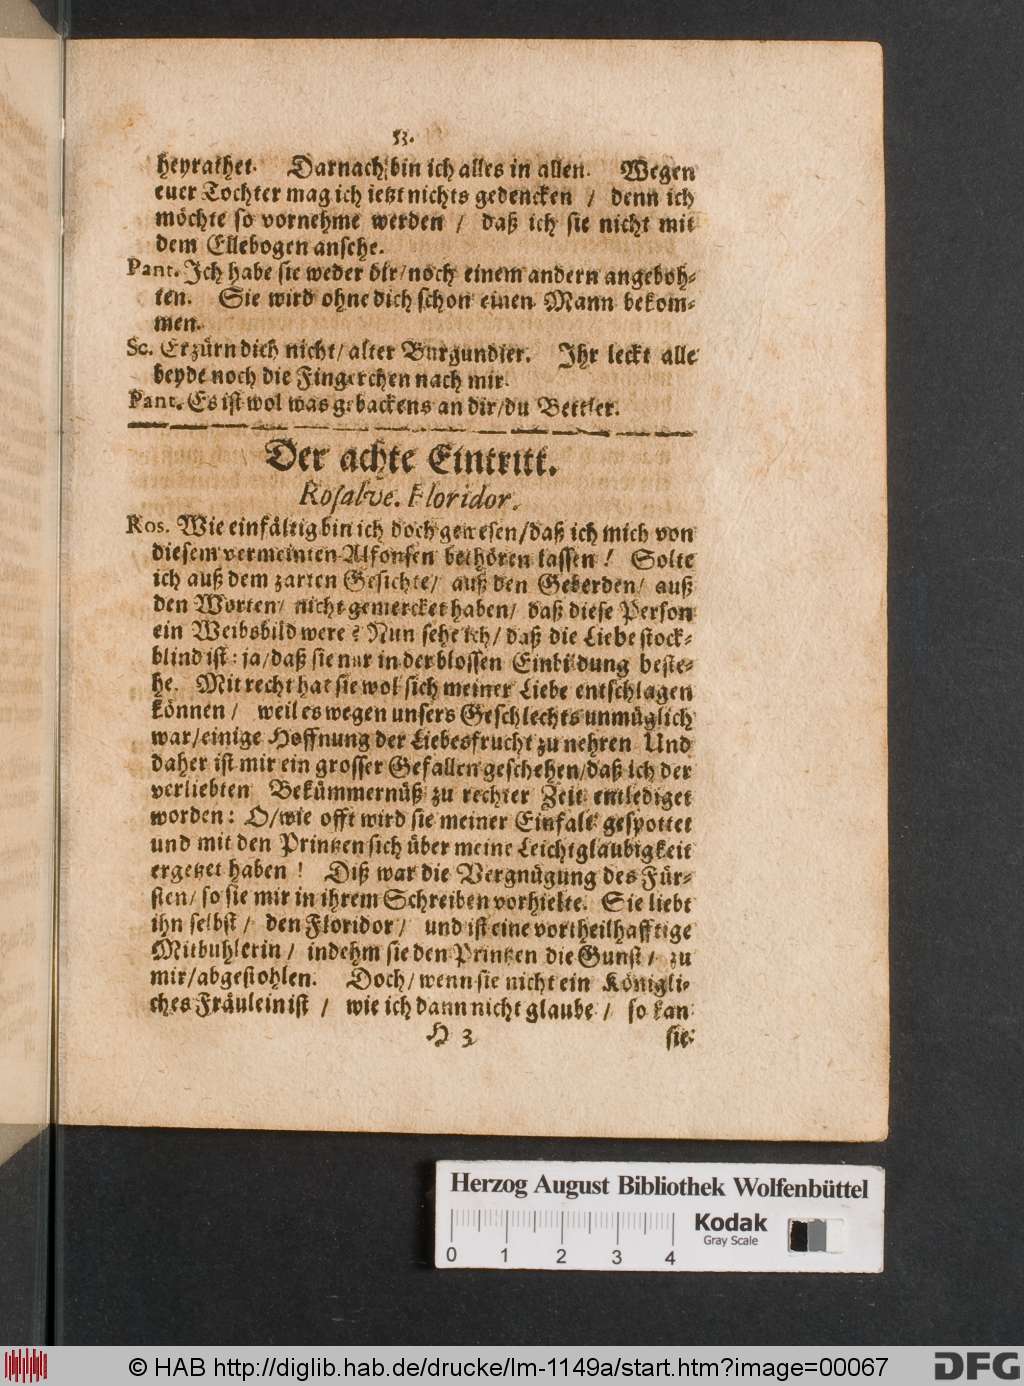 53.
heyrathet. Darnach bin ich alles in allen. Wegen
euer Tochter mag ich ietzt nichts gedencken / denn ich
möchte so vornehme werden / daß ich sie nicht mit
dem Ellebogen ansehe.
Pant. Ich habe sie weder dir/noch einem andern angeboh-
ten. Sie wird ohne dich schon einen Mann bekom-
men.
Sc. Erzürn dich nicht/ alter Burgundier. Ihr leckt alle
beyde noch die Fingerchen nach mir.
Pant. Es ist wol was gebackens an dir/du Bettler.
Der achte Eintritt.
Rosalve. Floridor.
Ros. Wie einfältig bin ich doch gewesen/daß ich mich von
diesem vermeinten Alfonsen bethören lassen! Solte
ich auß dem zarten Gesichte/ auß den Geberden/ auß
den Worten/ nicht gemercket haben/ daß diese Person
ein Weibsbild were? Nun sehe ich/ daß die Liebe stock-
blind ist: ja/daß sie nur in der blossen Einbildung beste-
he. Mit recht hat sie wol sich meiner Liebe entschlagen
können / weil es wegen unsers Geschlechts unmüglich
war/einige Hoffnung der Liebesfrucht zu nehren Und
daher ist mir ein grosser Gefallen geschehen/daß ich der
verliebten Bekümmernüß zu rechter Zeit entlediget
worden: O/wie offt wird sie meiner Einfalt gespottet
und mit den Printzen sich über meine Leichtglaubigkeit
ergetzet haben! Diß war die Vergnügung des Für-
sten/ so sie mir in ihrem Schreiben vorhielte. Sie liebt
ihn selbst / den Floridor / und ist eine vortheilhafftige
Mitbuhlerin / indehm sie den Printzen die Gunst / zu
mir/abgestohlen. Doch/wenn sie nicht ein Königli-
ches Fräulein ist / wie ich dann nicht glaube / so kan
H 3 sie
Herzog August Bibliothek Wolfenbüttel
Kodak
Gray Scale
0 1 2 3 4
© HAB http://diglib.hab.de/drucke/lm-1149a/start.htm?image=00067
DFG